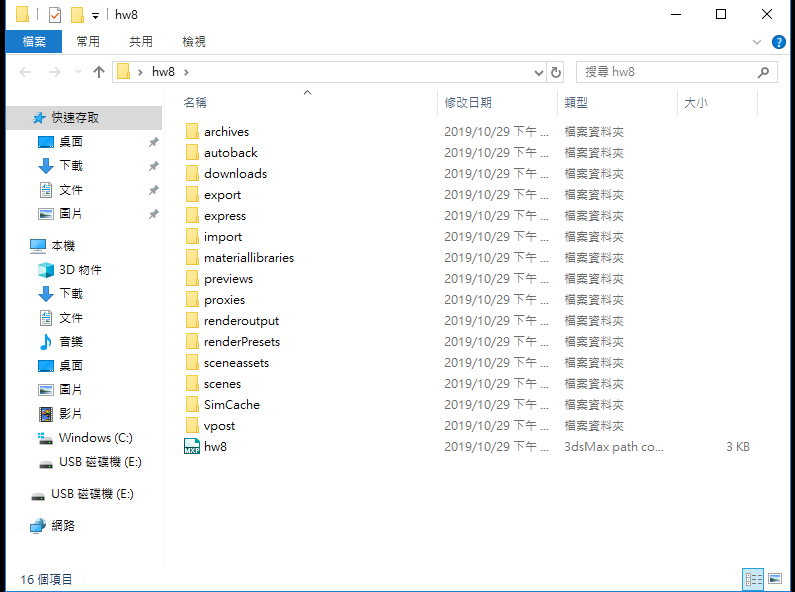 hw8
檔案 常用 共用 檢視
hw8
搜尋 hw8
名稱 修改日期 類型 大小
快速存取
桌面
下載
文件
圖片
本機
3D 物件
下載
文件
音樂
桌面
圖片
影片
Windows (C:)
USB 磁碟機 (E:)
USB 磁碟機 (E:)
網路
archives 2019/10/29 下午 ... 檔案資料夾
autoback 2019/10/29 下午 ... 檔案資料夾
downloads 2019/10/29 下午 ... 檔案資料夾
export 2019/10/29 下午 ... 檔案資料夾
express 2019/10/29 下午 ... 檔案資料夾
import 2019/10/29 下午 ... 檔案資料夾
materiallibraries 2019/10/29 下午 ... 檔案資料夾
previews 2019/10/29 下午 ... 檔案資料夾
proxies 2019/10/29 下午 ... 檔案資料夾
renderoutput 2019/10/29 下午 ... 檔案資料夾
renderPresets 2019/10/29 下午 ... 檔案資料夾
sceneassets 2019/10/29 下午 ... 檔案資料夾
scenes 2019/10/29 下午 ... 檔案資料夾
SimCache 2019/10/29 下午 ... 檔案資料夾
vpost 2019/10/29 下午 ... 檔案資料夾
MXP hw8 2019/10/29 下午 ... 3dsMax path co... 3 KB
16 個項目